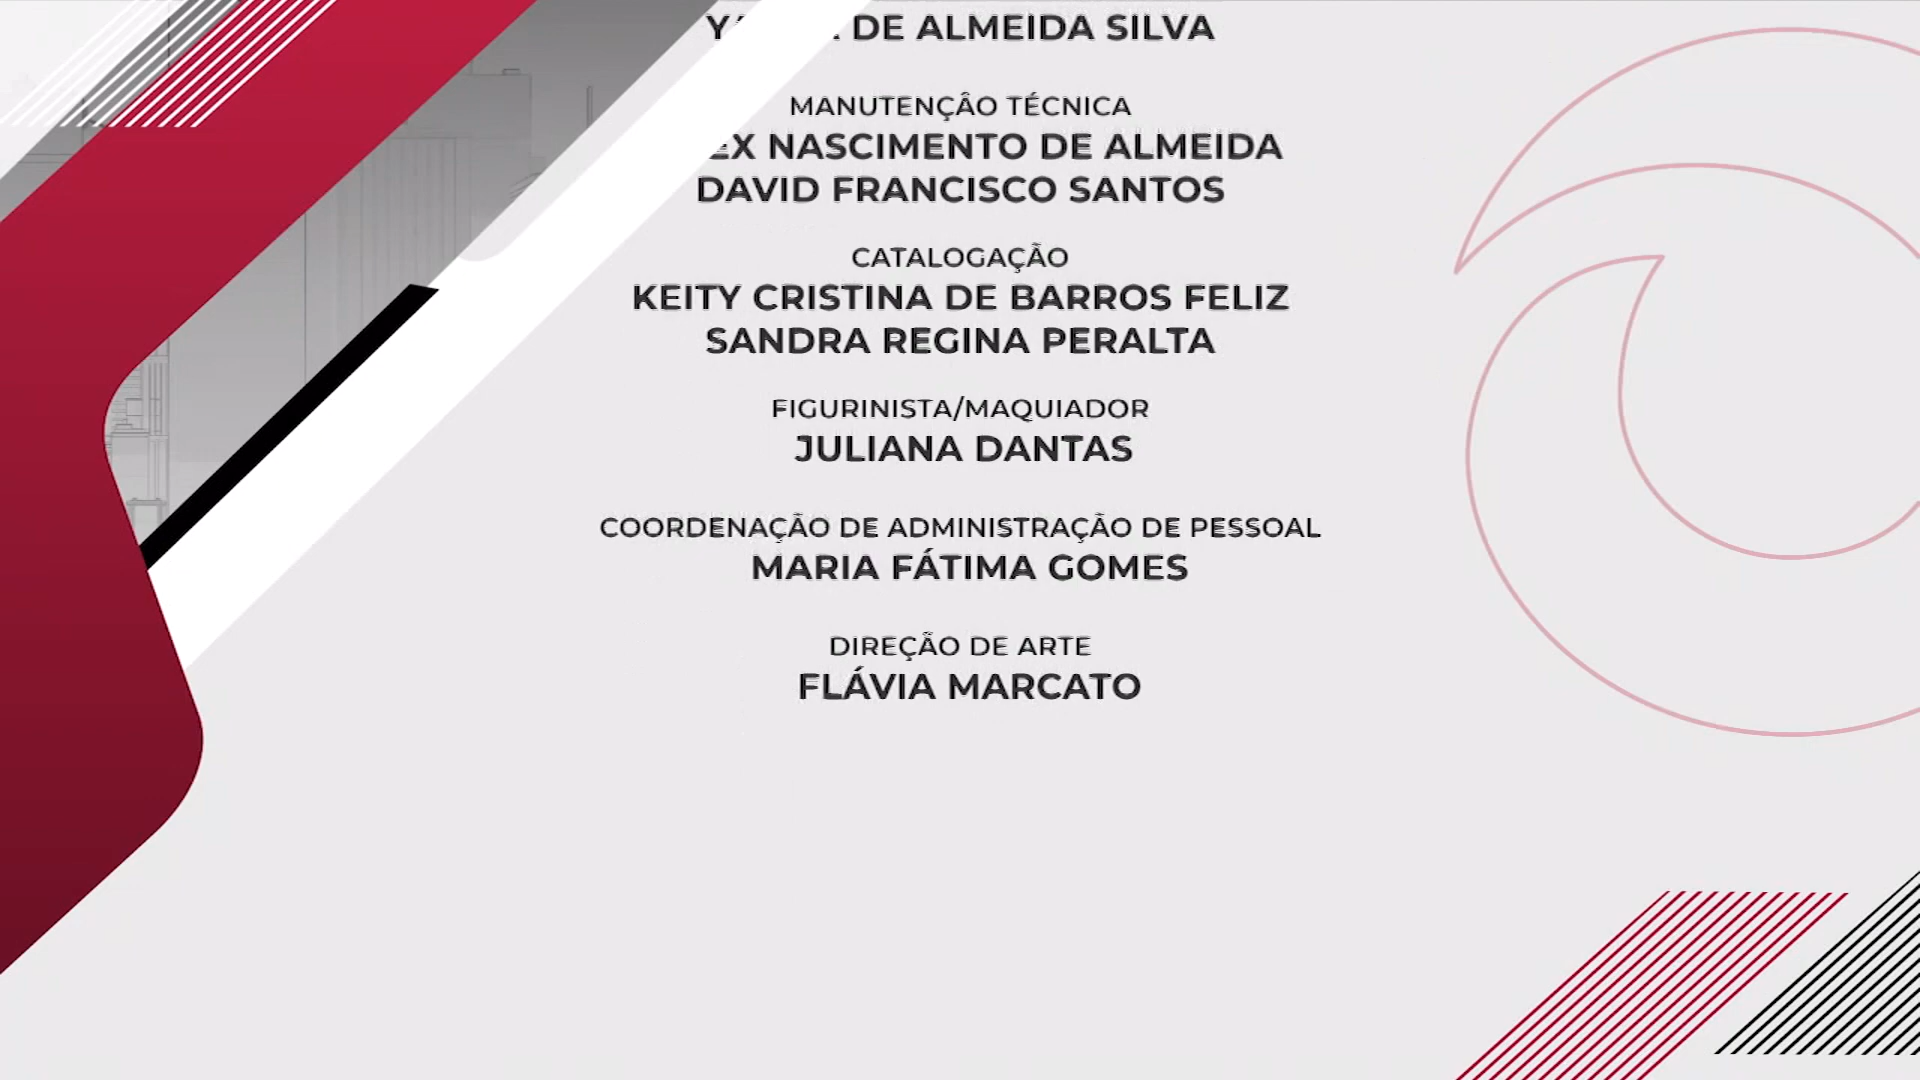 DE ALMEIDA SILVA
MANUTENÇÃO TÉCNICA
NASCIMENTO DE ALMEIDA
DAVID FRANCISCO SANTOS
CATALOGAÇÃO
KEITY CRISTINA DE BARROS FELIZ
SANDRA REGINA PERALTA
FIGURINISTA/MAQUIADOR
JULIANA DANTAS
COORDENAÇÃO DE ADMINISTRAÇÃO DE PESSOAL
MARIA FÁTIMA GOMES
DIREÇÃO DE ARTE
FLÁVIA MARCATO